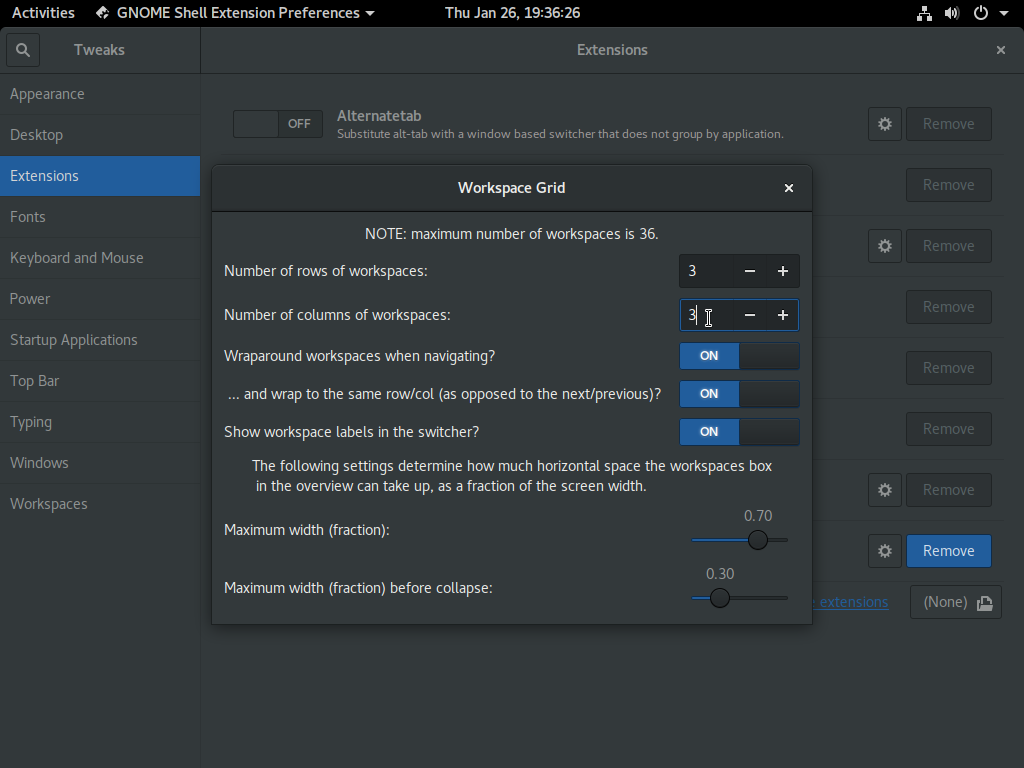 Activities GNOME Shell Extension Preferences Thu Jan 26, 19:36:26
Tweaks Extensions
Appearance
Desktop
Extensions
Fonts
Keyboard and Mouse
Power
Startup Applications
Top Bar
Typing
Windows
Workspaces
OFF Alternatetab Remove
Substitute alt-tab with a window based switcher that does not group by application.
Remove
Remove
Remove
Remove
Remove
Remove
Remove
extensions (None)
Workspace Grid
NOTE: maximum number of workspaces is 36.
Number of rows of workspaces: 3 − +
Number of columns of workspaces: 3 − +
Wraparound workspaces when navigating? ON
... and wrap to the same row/col (as opposed to the next/previous)? ON
Show workspace labels in the switcher? ON
The following settings determine how much horizontal space the workspaces box
in the overview can take up, as a fraction of the screen width.
Maximum width (fraction): 0.70
Maximum width (fraction) before collapse: 0.30